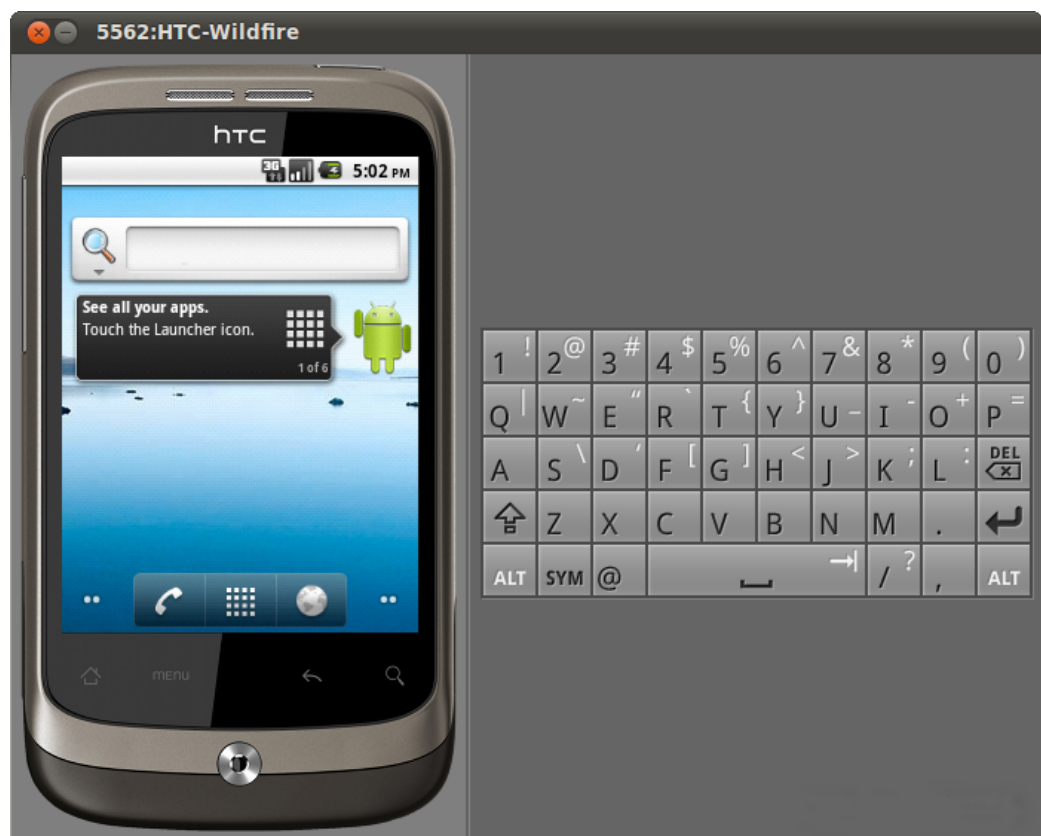 5562:HTC-Wildfire
hTC
3G 5:02 PM
See all your apps.
Touch the Launcher icon.
1 of 6
MENU
1 ! 2 @ 3 # 4 $ 5 % 6 ^ 7 & 8 * 9 ( 0 )
Q | W ~ E " R ` T { Y } U _ I - O + P =
A S \ D ' F [ G ] H < J > K ; L : DEL
Z X C V B N M .
ALT SYM @ / ? , ALT